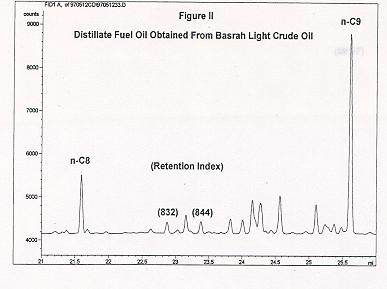 FID1 A, of 970512CD\97051233.D
counts
Figure II
n-C9
Distillate Fuel Oil Obtained From Basrah Light Crude Oil
9000
8000
7000
6000
n-C8
(Retention Index)
5000
(832) (844)
4000
21 21.5 22 22.5 23 23.5 24 24.5 25 25.5 mi